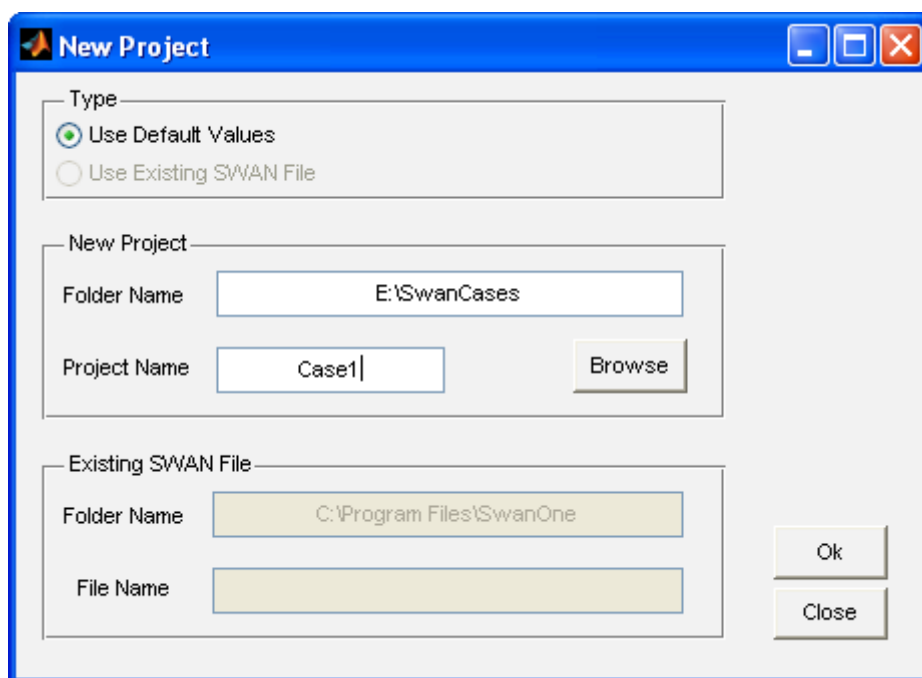 New Project
Type
Use Default Values
Use Existing SWAN File
New Project
Folder Name E:\SwanCases
Project Name Case1 Browse
Existing SWAN File
Folder Name C:\Program Files\SwanOne
Ok
File Name
Close